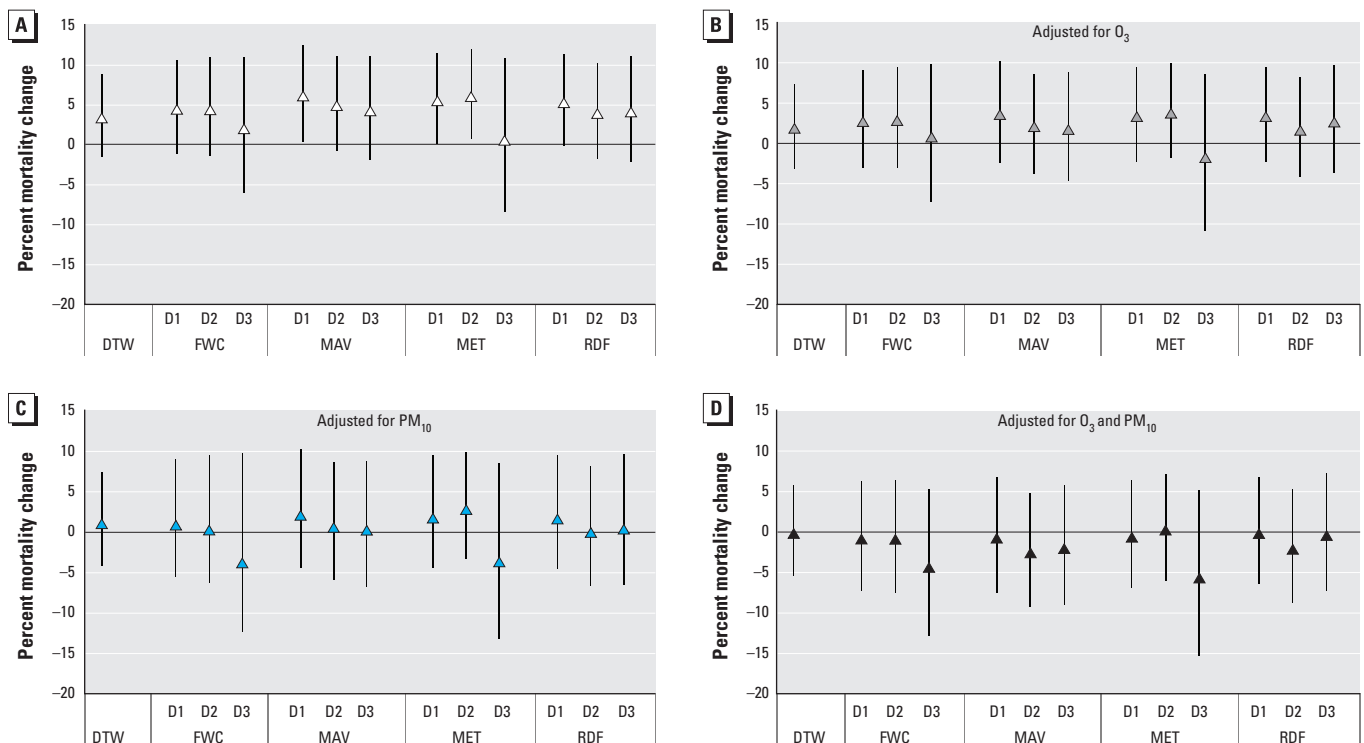 A
Percent mortality change
15
10
5
0
–5
–10
–15
–20
D1 D2 D3 D1 D2 D3 D1 D2 D3 D1 D2 D3
DTW FWC MAV MET RDF
B
Adjusted for O3
Percent mortality change
15
10
5
0
–5
–10
–15
–20
D1 D2 D3 D1 D2 D3 D1 D2 D3 D1 D2 D3
DTW FWC MAV MET RDF
C
Adjusted for PM10
Percent mortality change
15
10
5
0
–5
–10
–15
–20
D1 D2 D3 D1 D2 D3 D1 D2 D3 D1 D2 D3
DTW FWC MAV MET RDF
D
Adjusted for O3 and PM10
Percent mortality change
15
10
5
0
–5
–10
–15
–20
D1 D2 D3 D1 D2 D3 D1 D2 D3 D1 D2 D3
DTW FWC MAV MET RDF